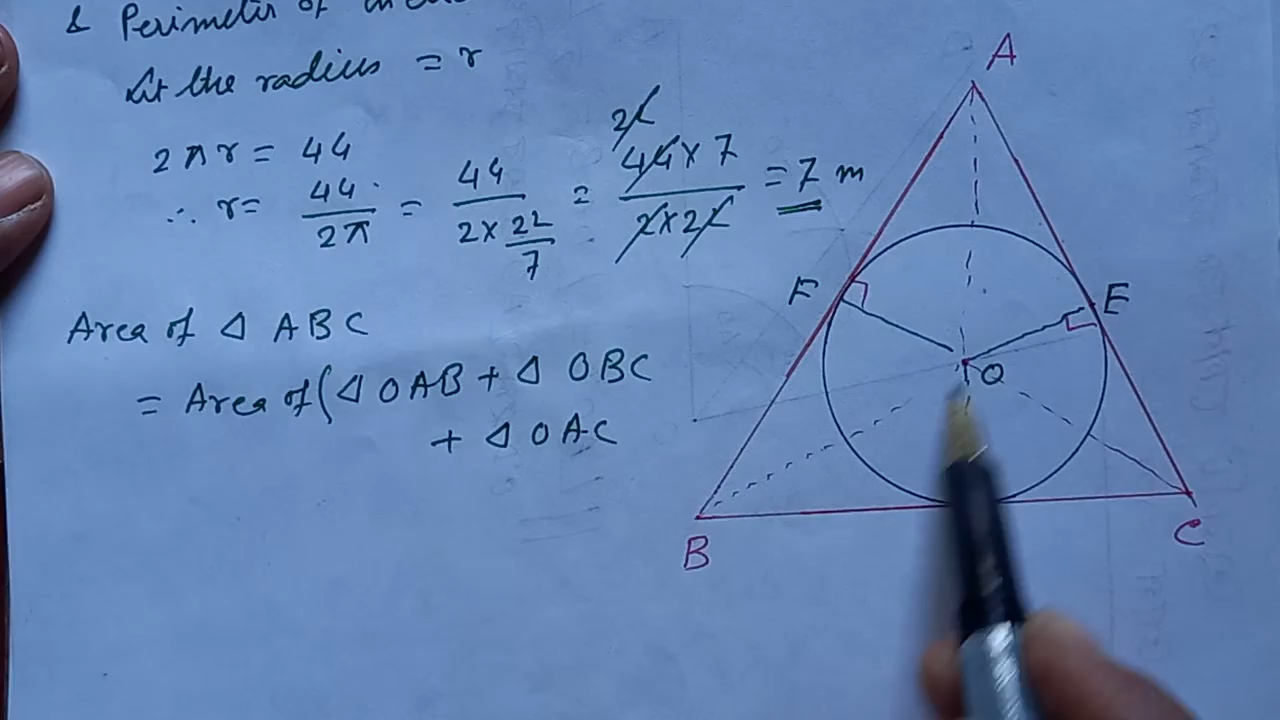 & Perimeter of
Let the radius = r
2πr = 44
∴ r = 44/2π = 44/(2×22/7) = 44×7/(2×22) = 7 m
2
Area of Δ ABC
= Area of (Δ OAB + Δ OBC
+ Δ OAC
A
F
E
O
B
C